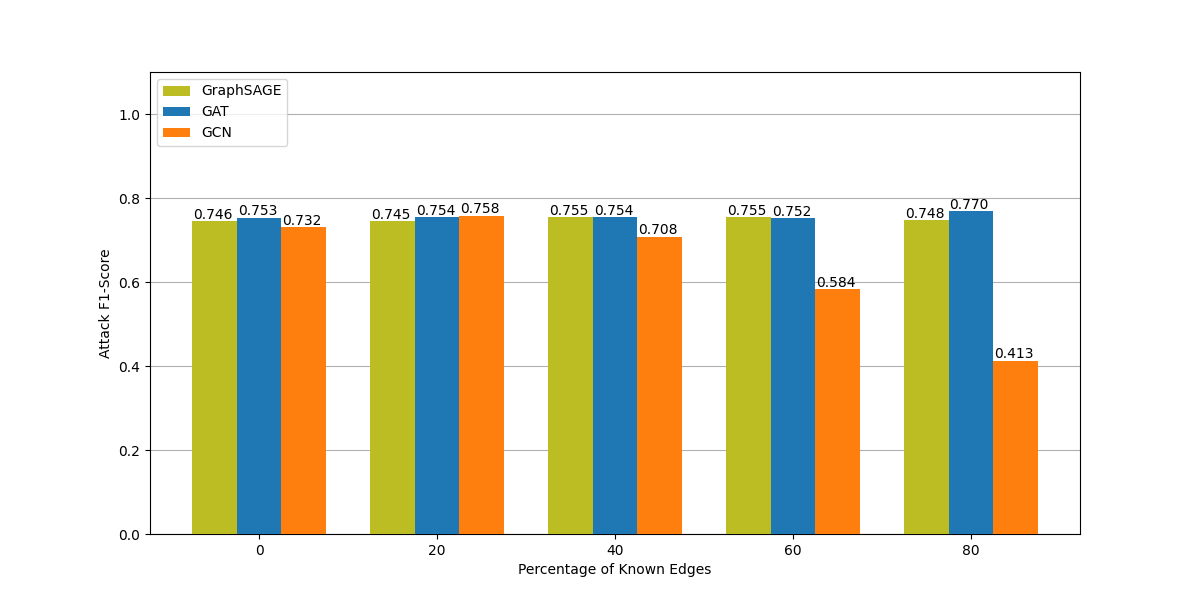 GraphSAGE
GAT
GCN
Attack F1-Score
1.0
0.8
0.6
0.4
0.2
0.0
0.746 0.753 0.732
0.745 0.754 0.758
0.755 0.754 0.708
0.755 0.752 0.584
0.748 0.770 0.413
0 20 40 60 80
Percentage of Known Edges